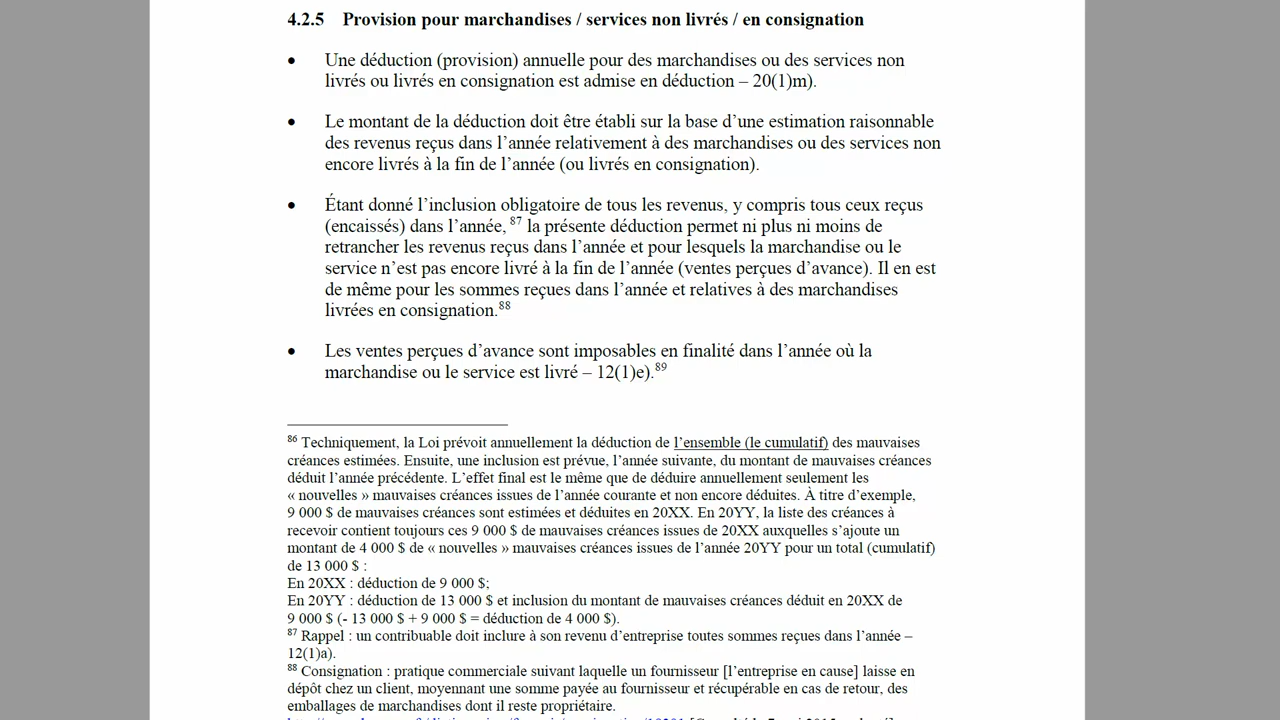 4.2.5 Provision pour marchandises / services non livrés / en consignation
• Une déduction (provision) annuelle pour des marchandises ou des services non
livrés ou livrés en consignation est admise en déduction – 20(1)m).
• Le montant de la déduction doit être établi sur la base d’une estimation raisonnable
des revenus reçus dans l’année relativement à des marchandises ou des services non
encore livrés à la fin de l’année (ou livrés en consignation).
• Étant donné l’inclusion obligatoire de tous les revenus, y compris tous ceux reçus
(encaissés) dans l’année, 87 la présente déduction permet ni plus ni moins de
retrancher les revenus reçus dans l’année et pour lesquels la marchandise ou le
service n’est pas encore livré à la fin de l’année (ventes perçues d’avance). Il en est
de même pour les sommes reçues dans l’année et relatives à des marchandises
livrées en consignation.88
• Les ventes perçues d’avance sont imposables en finalité dans l’année où la
marchandise ou le service est livré – 12(1)e).89
86 Techniquement, la Loi prévoit annuellement la déduction de l’ensemble (le cumulatif) des mauvaises
créances estimées. Ensuite, une inclusion est prévue, l’année suivante, du montant de mauvaises créances
déduit l’année précédente. L’effet final est le même que de déduire annuellement seulement les
« nouvelles » mauvaises créances issues de l’année courante et non encore déduites. À titre d’exemple,
9 000 $ de mauvaises créances sont estimées et déduites en 20XX. En 20YY, la liste des créances à
recevoir contient toujours ces 9 000 $ de mauvaises créances issues de 20XX auxquelles s’ajoute un
montant de 4 000 $ de « nouvelles » mauvaises créances issues de l’année 20YY pour un total (cumulatif)
de 13 000 $ :
En 20XX : déduction de 9 000 $;
En 20YY : déduction de 13 000 $ et inclusion du montant de mauvaises créances déduit en 20XX de
9 000 $ (- 13 000 $ + 9 000 $ = déduction de 4 000 $).
87 Rappel : un contribuable doit inclure à son revenu d’entreprise toutes sommes reçues dans l’année –
12(1)a).
88 Consignation : pratique commerciale suivant laquelle un fournisseur [l’entreprise en cause] laisse en
dépôt chez un client, moyennant une somme payée au fournisseur et récupérable en cas de retour, des
emballages de marchandises dont il reste propriétaire.